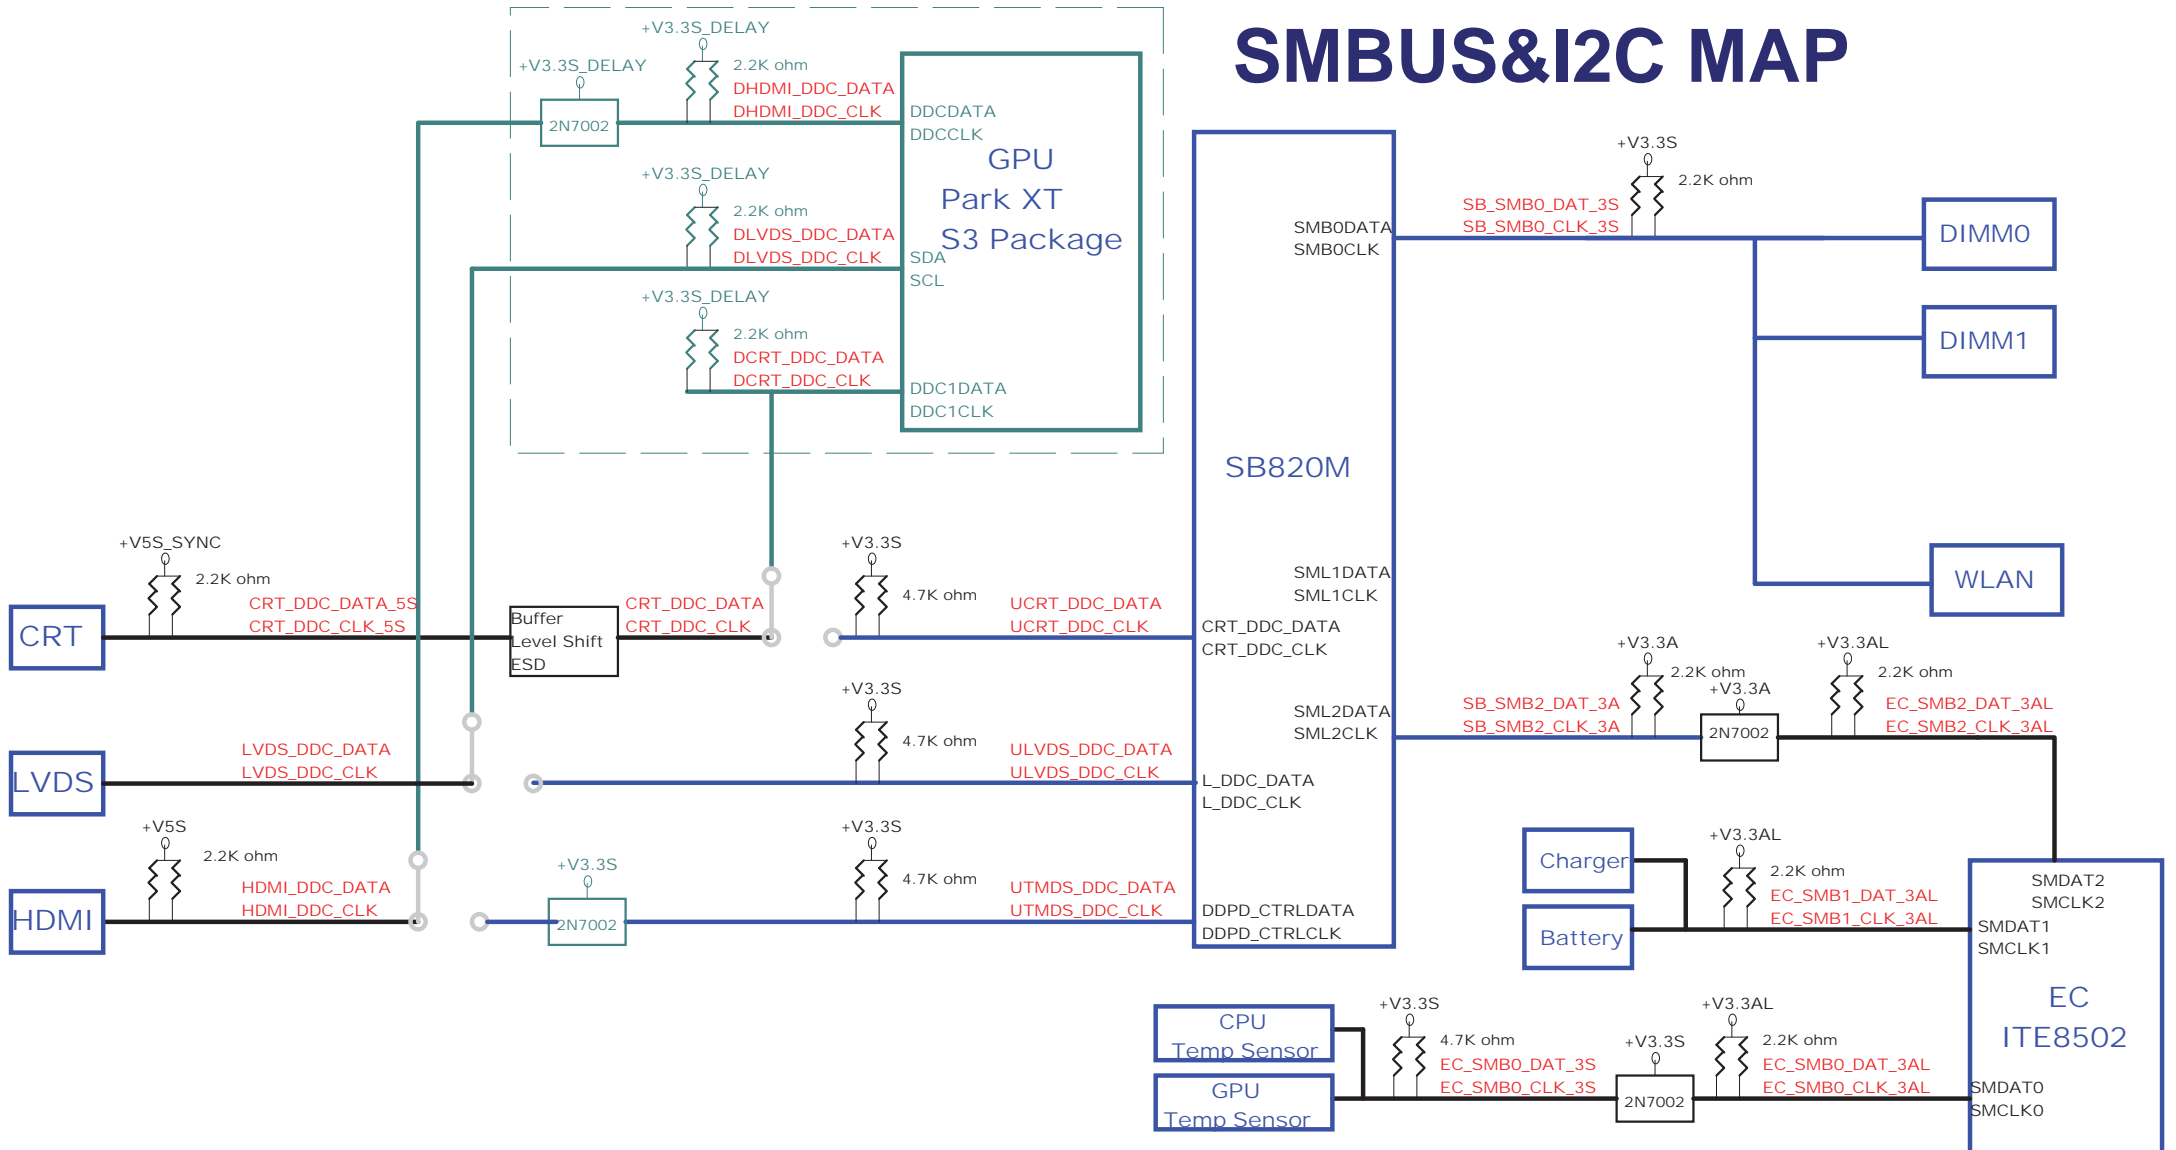 SMBUS&I2C MAP
+V3.3S_DELAY
+V3.3S_DELAY
2.2K ohm
DHDMI_DDC_DATA
DHDMI_DDC_CLK
2N7002
DDCDATA
DDCCLK
GPU
Park XT
S3 Package
+V3.3S_DELAY
2.2K ohm
DLVDS_DDC_DATA
DLVDS_DDC_CLK
SDA
SCL
+V3.3S_DELAY
2.2K ohm
DCRT_DDC_DATA
DCRT_DDC_CLK
DDC1DATA
DDC1CLK
SB820M
SMB0DATA
SMB0CLK
SML1DATA
SML1CLK
CRT_DDC_DATA
CRT_DDC_CLK
SML2DATA
SML2CLK
L_DDC_DATA
L_DDC_CLK
DDPD_CTRLDATA
DDPD_CTRLCLK
+V3.3S
2.2K ohm
SB_SMB0_DAT_3S
SB_SMB0_CLK_3S
DIMM0
DIMM1
WLAN
CRT
+V5S_SYNC
2.2K ohm
CRT_DDC_DATA_5S
CRT_DDC_CLK_5S
Buffer
Level Shift
ESD
CRT_DDC_DATA
CRT_DDC_CLK
+V3.3S
4.7K ohm
UCRT_DDC_DATA
UCRT_DDC_CLK
LVDS
LVDS_DDC_DATA
LVDS_DDC_CLK
+V3.3S
4.7K ohm
ULVDS_DDC_DATA
ULVDS_DDC_CLK
HDMI
+V5S
2.2K ohm
HDMI_DDC_DATA
HDMI_DDC_CLK
+V3.3S
2N7002
+V3.3S
4.7K ohm
UTMDS_DDC_DATA
UTMDS_DDC_CLK
+V3.3A
2.2K ohm
SB_SMB2_DAT_3A
SB_SMB2_CLK_3A
+V3.3A
2N7002
+V3.3AL
2.2K ohm
EC_SMB2_DAT_3AL
EC_SMB2_CLK_3AL
Charger
Battery
+V3.3AL
2.2K ohm
EC_SMB1_DAT_3AL
EC_SMB1_CLK_3AL
SMDAT2
SMCLK2
SMDAT1
SMCLK1
EC
ITE8502
SMDAT0
SMCLK0
CPU
Temp Sensor
GPU
Temp Sensor
+V3.3S
4.7K ohm
EC_SMB0_DAT_3S
EC_SMB0_CLK_3S
+V3.3S
2N7002
+V3.3AL
2.2K ohm
EC_SMB0_DAT_3AL
EC_SMB0_CLK_3AL